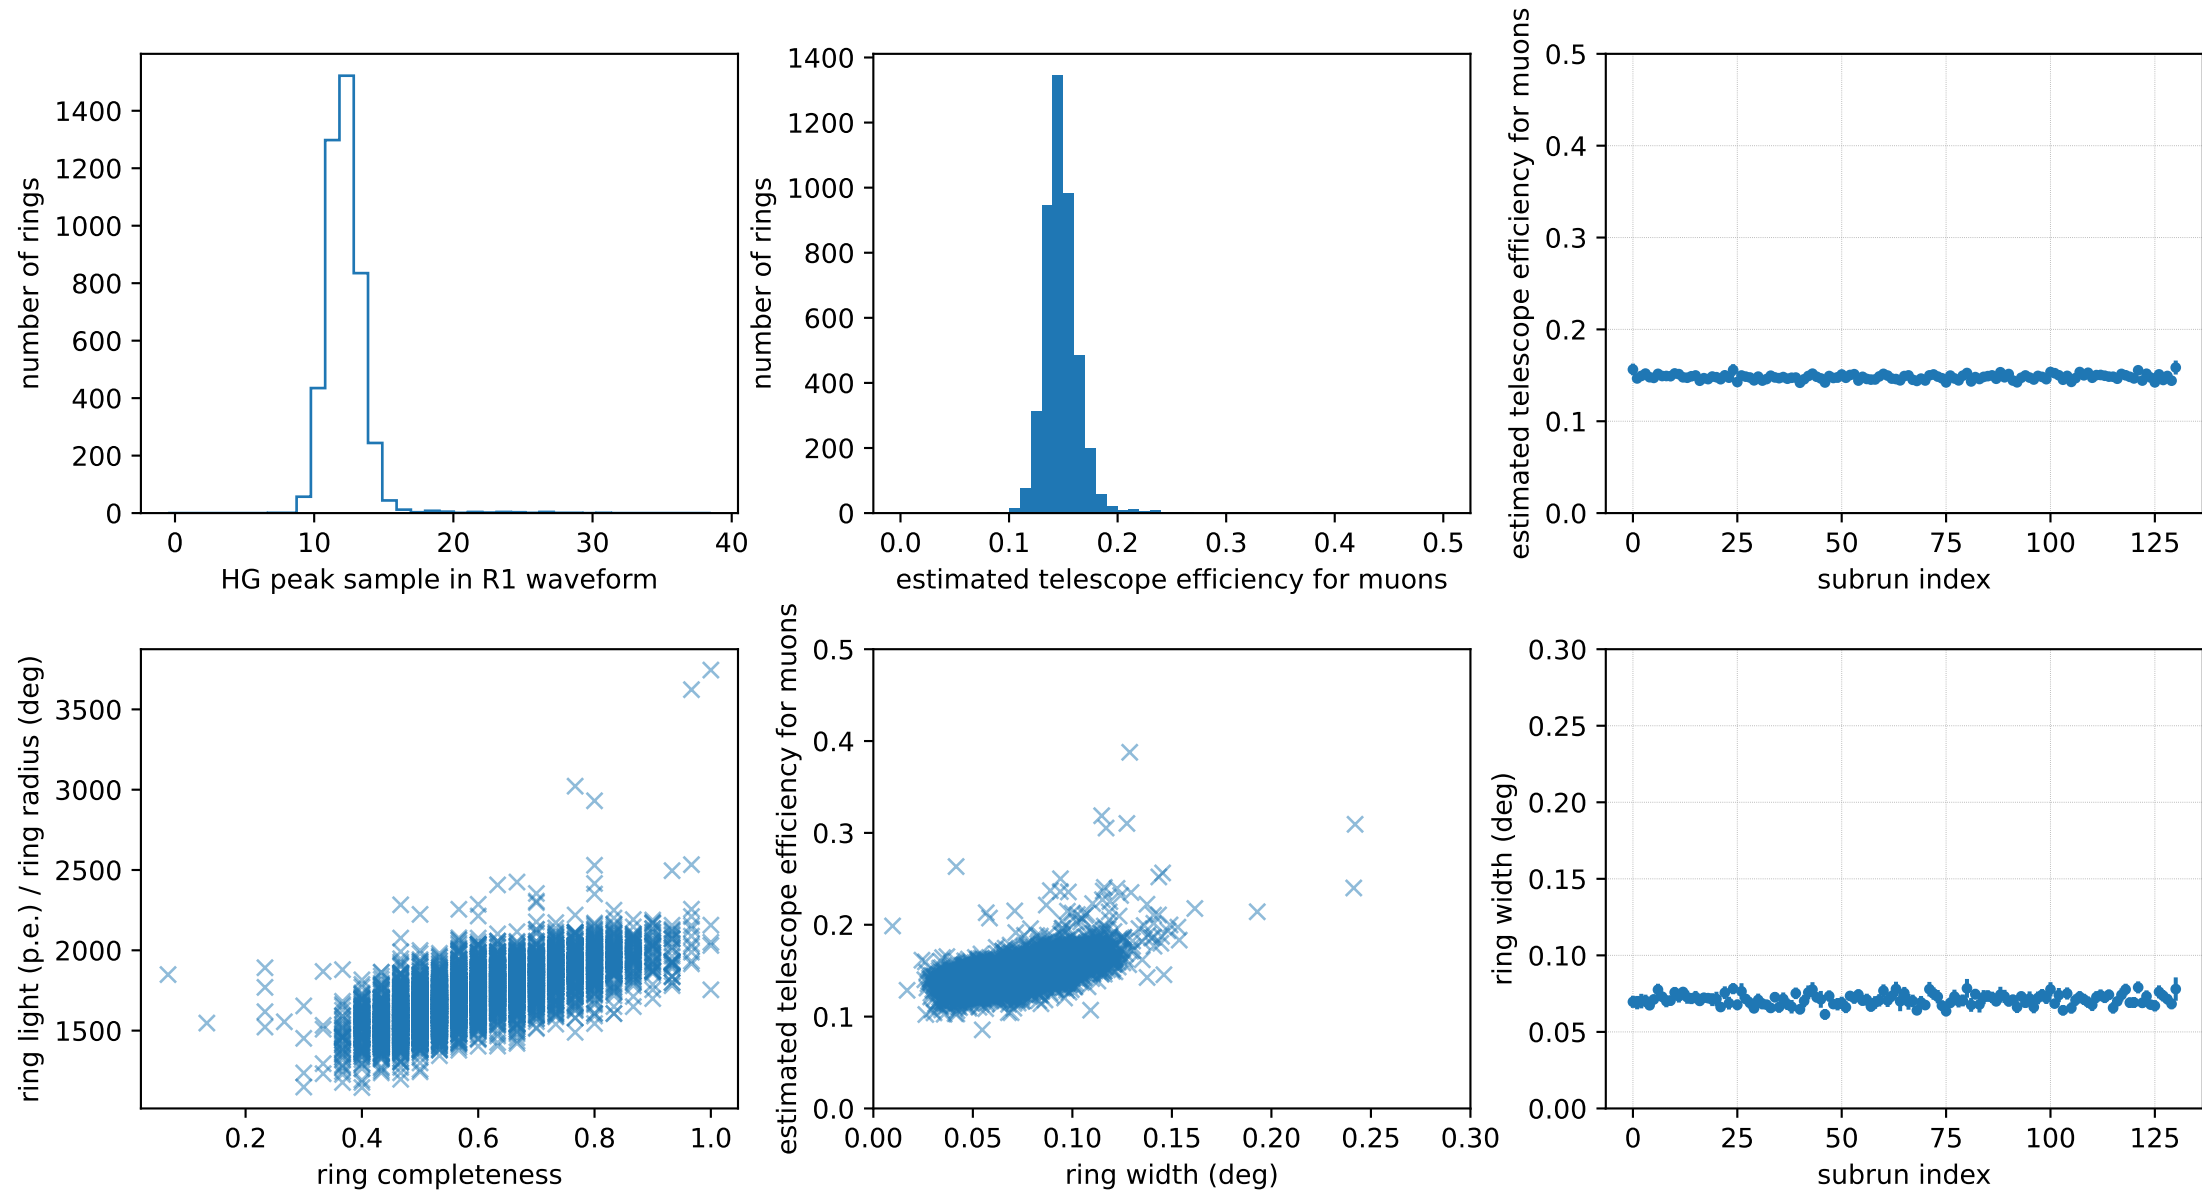 number of rings
1400
1200
1000
800
600
400
200
0
0 10 20 30 40
HG peak sample in R1 waveform
number of rings
1400
1200
1000
800
600
400
200
0
0.0 0.1 0.2 0.3 0.4 0.5
estimated telescope efficiency for muons
estimated telescope efficiency for muons
0.5
0.4
0.3
0.2
0.1
0.0
0 25 50 75 100 125
subrun index
ring light (p.e.) / ring radius (deg)
3500
3000
2500
2000
1500
0.2 0.4 0.6 0.8 1.0
ring completeness
estimated telescope efficiency for muons
0.5
0.4
0.3
0.2
0.1
0.0
0.00 0.05 0.10 0.15 0.20 0.25 0.30
ring width (deg)
ring width (deg)
0.30
0.25
0.20
0.15
0.10
0.05
0.00
0 25 50 75 100 125
subrun index